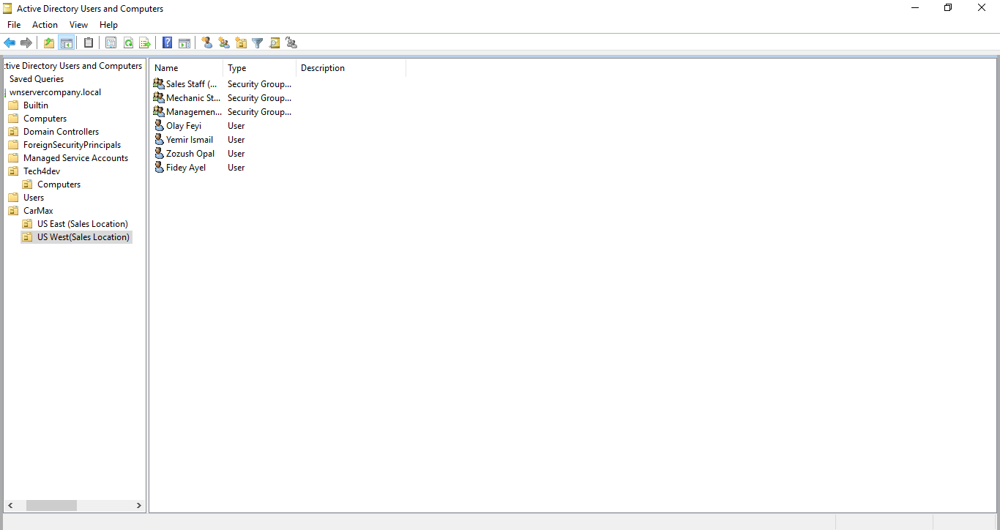 Active Directory Users and Computers
File Action View Help
ctive Directory Users and Computers
Saved Queries
wnservercompany.local
Builtin
Computers
Domain Controllers
ForeignSecurityPrincipals
Managed Service Accounts
Tech4dev
Computers
Users
CarMax
US East (Sales Location)
US West(Sales Location)
Name Type Description
Sales Staff (... Security Group...
Mechanic St... Security Group...
Managemen... Security Group...
Olay Feyi User
Yemir Ismail User
Zozush Opal User
Fidey Ayel User